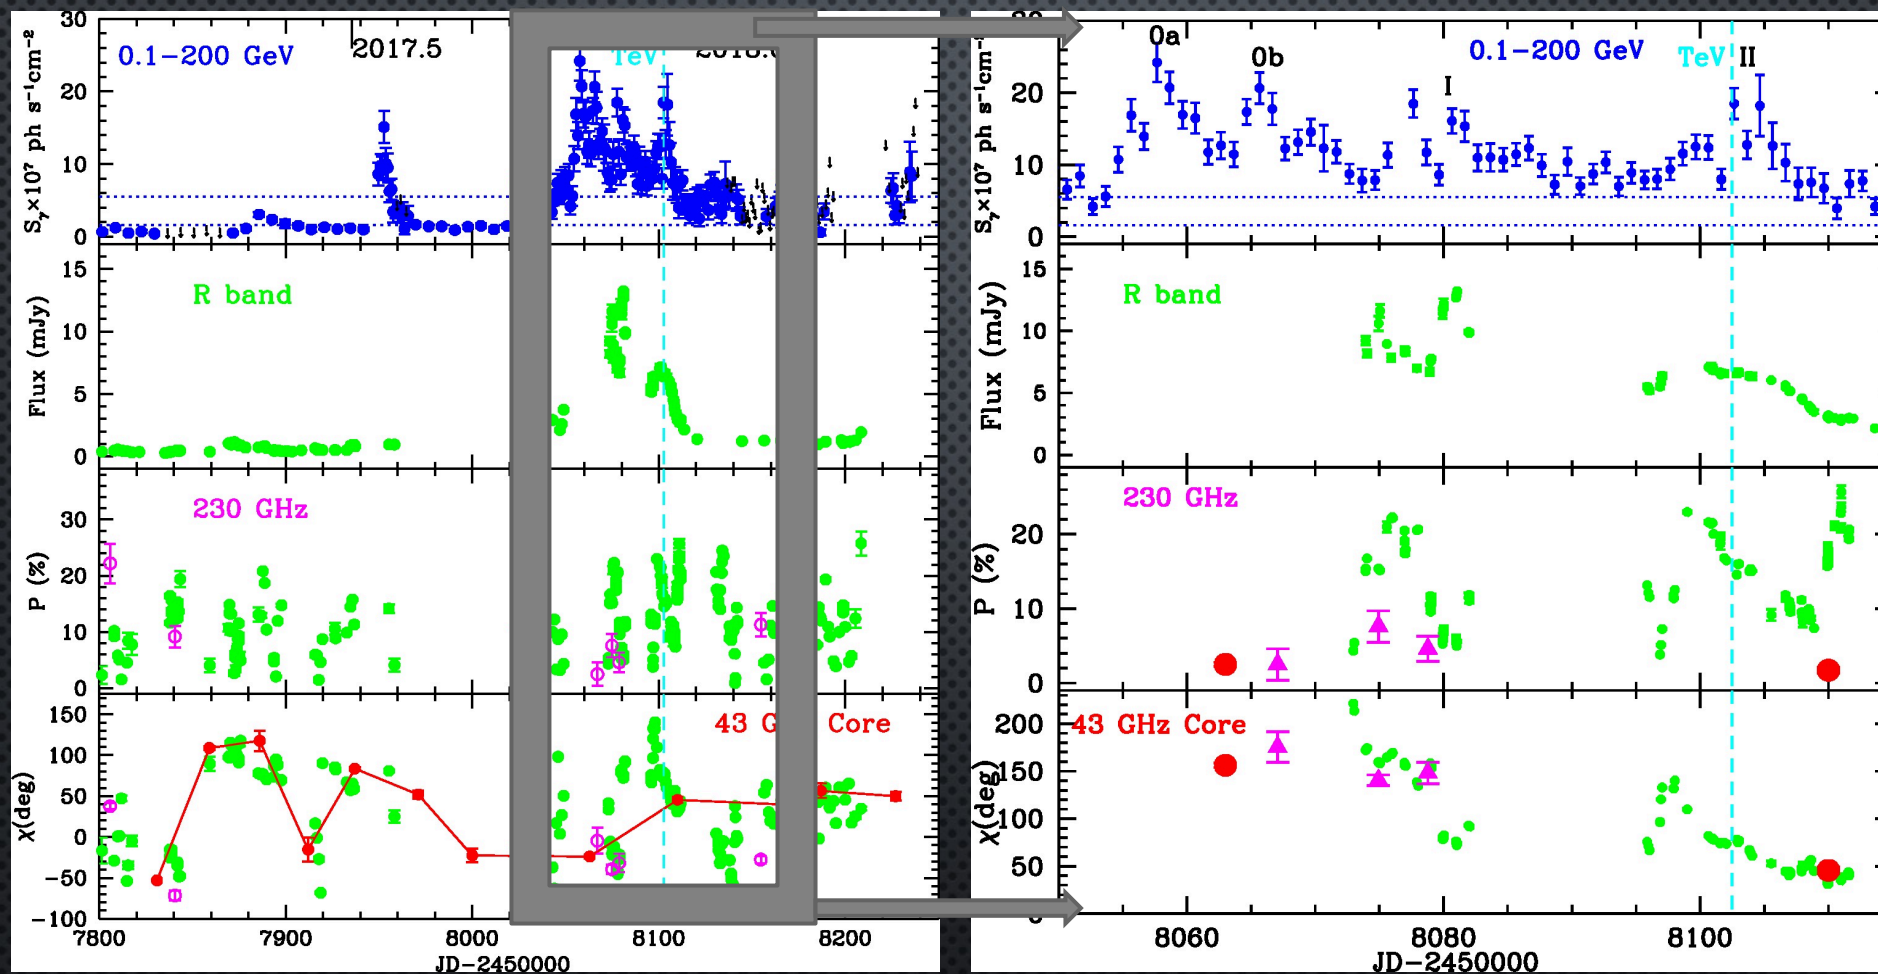 30
20
10
0
S_γ×10⁷ ph s⁻¹cm⁻²
0.1−200 GeV
2017.5
TeV
15
10
5
0
Flux (mJy)
R band
30
20
10
0
P (%)
230 GHz
150
100
50
0
−50
−100
χ(deg)
43 G
Core
7800
7900
8000
8100
8200
JD−2450000
20
10
0
S_γ×10⁷ ph s⁻¹cm⁻
0a
0b
I
0.1−200 GeV
TeV
II
15
10
5
0
Flux (mJy)
R band
20
10
0
P (%)
230 GHz
200
150
100
50
χ(deg)
43 GHz Core
8060
8080
8100
JD−2450000